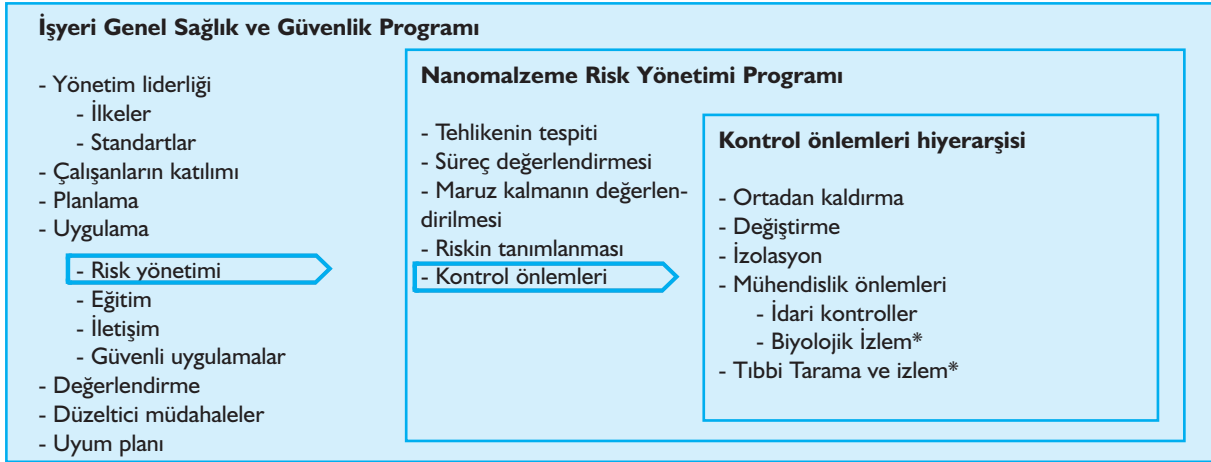 İşyeri Genel Sağlık ve Güvenlik Programı
- Yönetim liderliği
- İlkeler
- Standartlar
- Çalışanların katılımı
- Planlama
- Uygulama
- Risk yönetimi
- Eğitim
- İletişim
- Güvenli uygulamalar
- Değerlendirme
- Düzeltici müdahaleler
- Uyum planı
Nanomalzeme Risk Yönetimi Programı
- Tehlikenin tespiti
- Süreç değerlendirmesi
- Maruz kalmanın değerlen-
dirilmesi
- Riskin tanımlanması
- Kontrol önlemleri
Kontrol önlemleri hiyerarşisi
- Ortadan kaldırma
- Değiştirme
- İzolasyon
- Mühendislik önlemleri
- İdari kontroller
- Biyolojik İzlem*
- Tıbbi Tarama ve izlem*